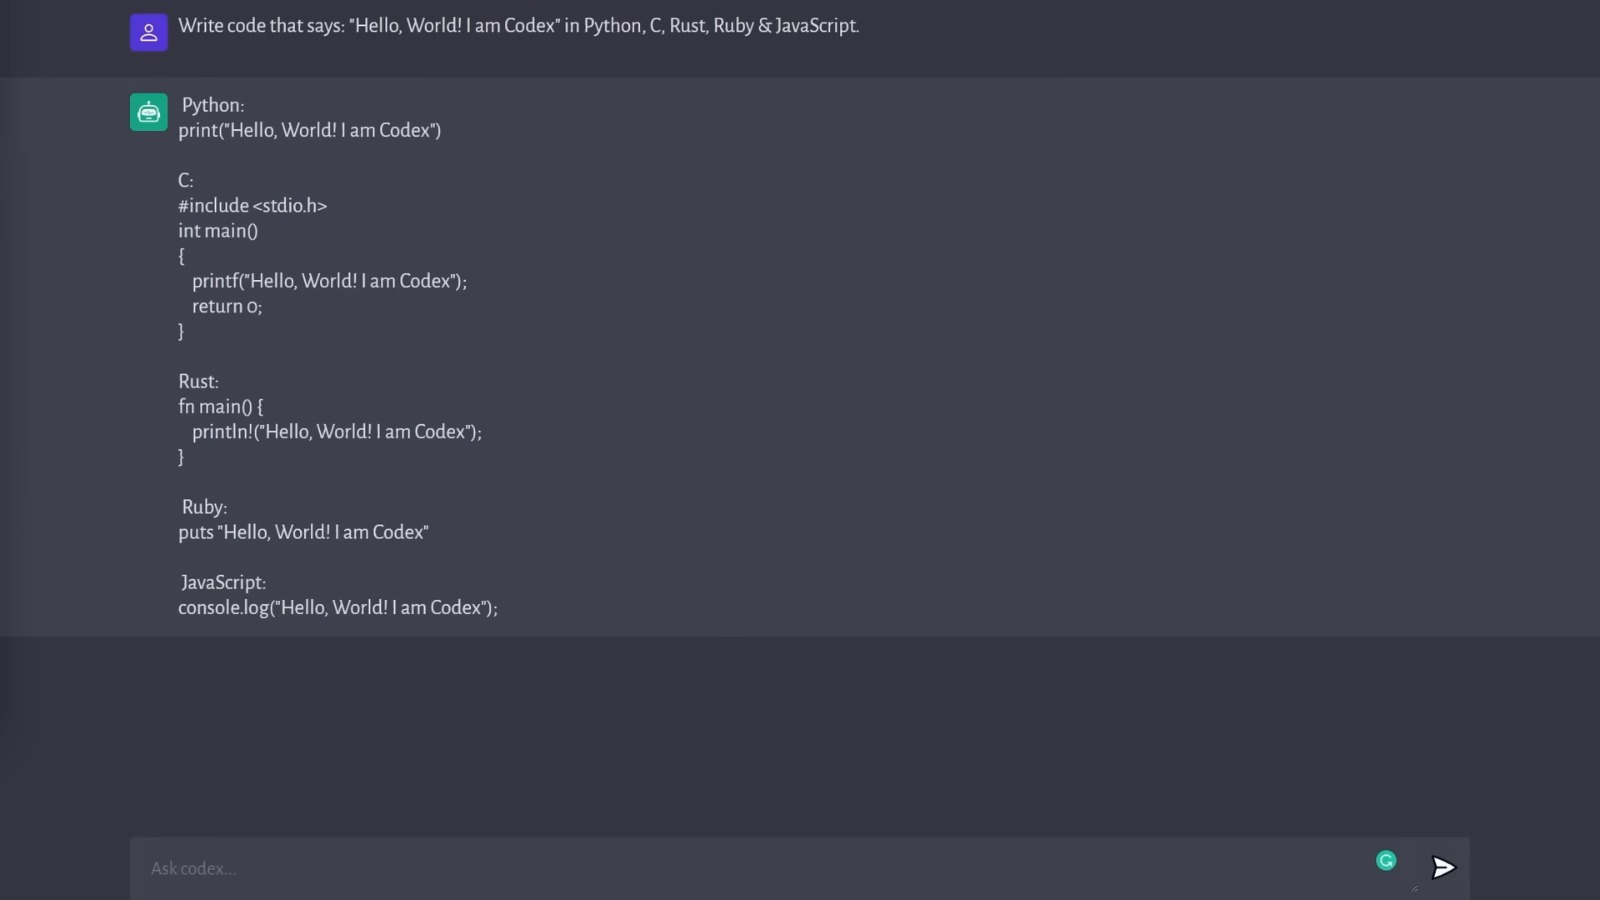 Write code that says: "Hello, World! I am Codex" in Python, C, Rust, Ruby & JavaScript.
Python:
print("Hello, World! I am Codex")
C:
#include <stdio.h>
int main()
{
printf("Hello, World! I am Codex");
return 0;
}
Rust:
fn main() {
println!("Hello, World! I am Codex");
}
Ruby:
puts "Hello, World! I am Codex"
JavaScript:
console.log("Hello, World! I am Codex");
Ask codex...